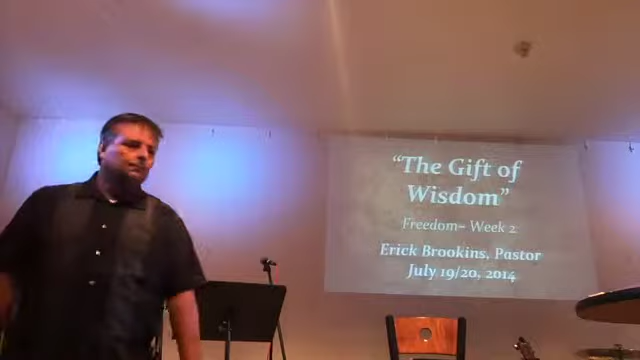 “The Gift of
Wisdom”
Freedom– Week 2
Erick Brookins, Pastor
July 19/20, 2014